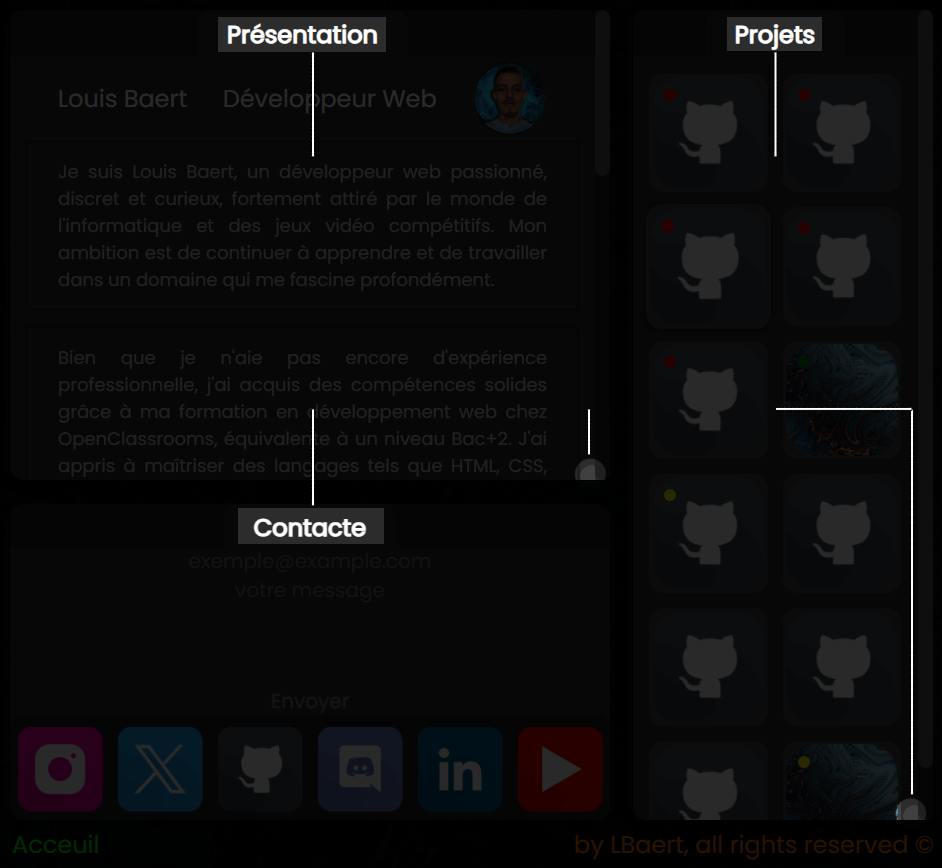 Présentation
Projets
Louis Baert
Développeur Web
Je suis Louis Baert, un développeur web passionné,
discret et curieux, fortement attiré par le monde de
l'informatique et des jeux vidéo compétitifs. Mon
ambition est de continuer à apprendre et de travailler
dans un domaine qui me fascine profondément.
Bien que je n'aie pas encore d'expérience
professionnelle, j'ai acquis des compétences solides
grâce à ma formation en développement web chez
OpenClassrooms, équivalente à un niveau Bac+2. J'ai
appris à maîtriser des langages tels que HTML, CSS,
Contacte
exemple@example.com
votre message
Envoyer
in
Acceuil
by LBaert, all rights reserved ©